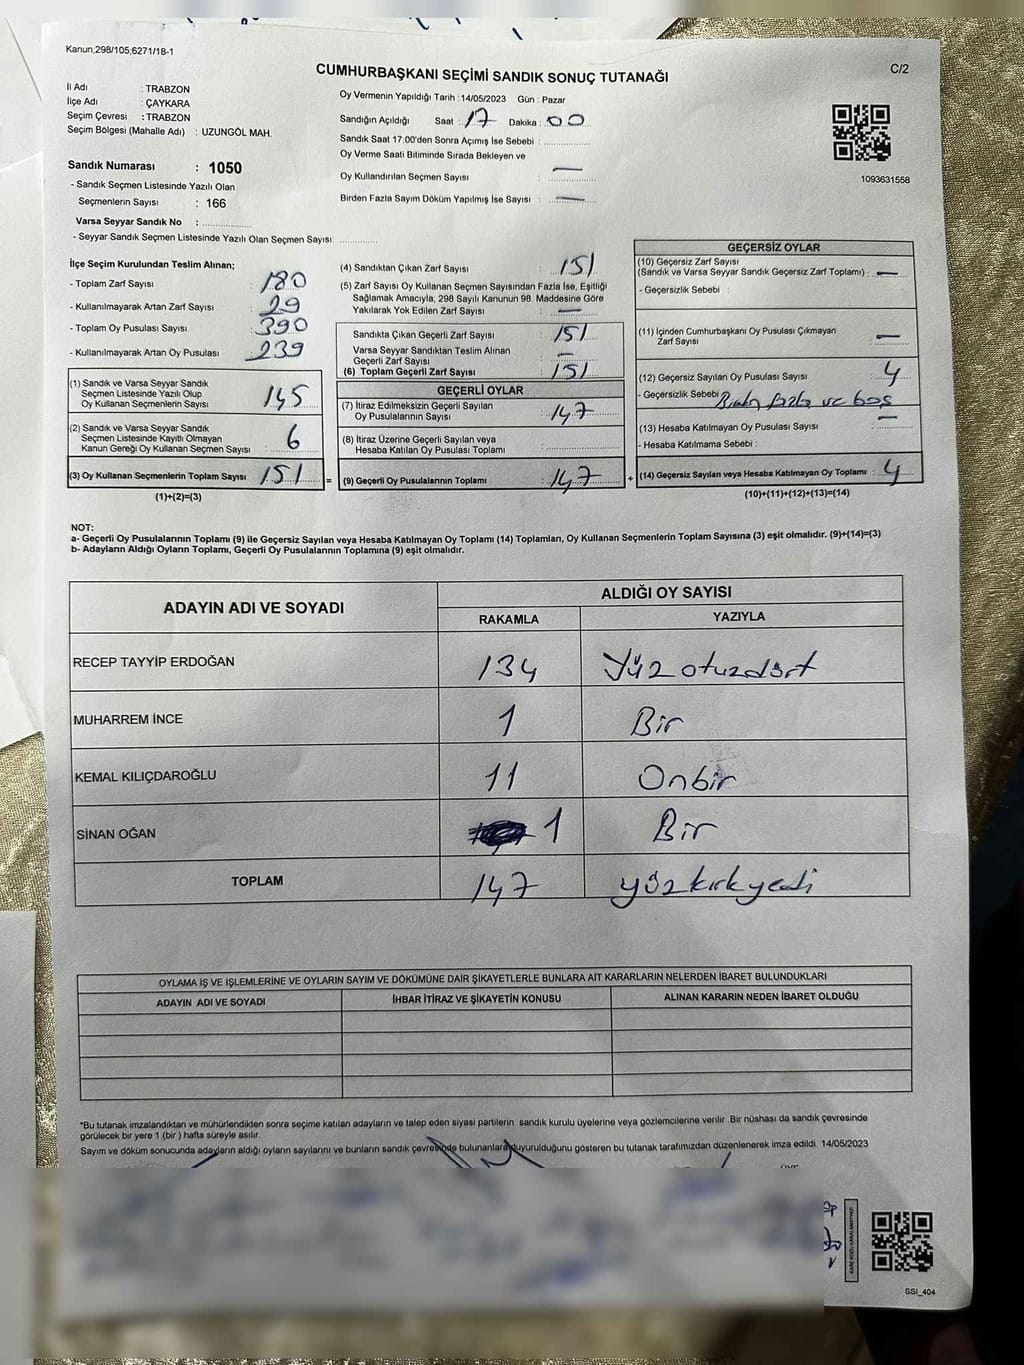 Kanun,298/105;6271/18-1
CUMHURBAŞKANI SEÇİMİ SANDIK SONUÇ TUTANAĞI
C/2
İl Adı : TRABZON
İlçe Adı : ÇAYKARA
Seçim Çevresi : TRABZON
Seçim Bölgesi (Mahalle Adı) : UZUNGÖL MAH.
Sandık Numarası : 1050
- Sandık Seçmen Listesinde Yazılı Olan
Seçmenlerin Sayısı : 166
Varsa Seyyar Sandık No :
- Seyyar Sandık Seçmen Listesinde Yazılı Olan Seçmen Sayısı:
Oy Vermenin Yapıldığı Tarih :14/05/2023 Gün : Pazar
Sandığın Açıldığı Saat : 17 Dakika : 00
Sandık Saat 17:00'den Sonra Açımış İse Sebebi :
Oy Verme Saati Bitiminde Sırada Bekleyen ve
Oy Kullandırılan Seçmen Sayısı : —
Birden Fazla Sayım Döküm Yapılmış İse Sayısı : —
1093631558
İlçe Seçim Kurulundan Teslim Alınan;
- Toplam Zarf Sayısı : 180
- Kullanılmayarak Artan Zarf Sayısı : 29
- Toplam Oy Pusulası Sayısı : 390
- Kullanılmayarak Artan Oy Pusulası : 239
(1) Sandık ve Varsa Seyyar Sandık
Seçmen Listesinde Yazılı Olup
Oy Kullanan Seçmenlerin Sayısı : 145
(2) Sandık ve Varsa Seyyar Sandık
Seçmen Listesinde Kayıtlı Olmayan
Kanun Gereği Oy Kullanan Seçmen Sayısı : 6
(3) Oy Kullanan Seçmenlerin Toplam Sayısı : 151
(1)+(2)=(3)
(4) Sandıktan Çıkan Zarf Sayısı : 151
(5) Zarf Sayısı Oy Kullanan Seçmen Sayısından Fazla İse, Eşitliği
Sağlamak Amacıyla, 298 Sayılı Kanunun 98. Maddesine Göre
Yakılarak Yok Edilen Zarf Sayısı : —
Sandıkta Çıkan Geçerli Zarf Sayısı : 151
Varsa Seyyar Sandıktan Teslim Alınan
Geçerli Zarf Sayısı : —
(6) Toplam Geçerli Zarf Sayısı : 151
GEÇERLİ OYLAR
(7) İtiraz Edilmeksizin Geçerli Sayılan
Oy Pusulalarının Sayısı : 147
(8) İtiraz Üzerine Geçerli Sayılan veya
Hesaba Katılan Oy Pusulası Toplamı :
= (9) Geçerli Oy Pusulalarının Toplamı : 147 +
GEÇERSİZ OYLAR
(10) Geçersiz Zarf Sayısı
(Sandık ve Varsa Seyyar Sandık Geçersiz Zarf Toplamı) : —
- Geçersizlik Sebebi :
(11) İçinden Cumhurbaşkanı Oy Pusulası Çıkmayan
Zarf Sayısı : —
(12) Geçersiz Sayılan Oy Pusulası Sayısı : 4
- Geçersizlik Sebebi : Birden fazla ve boş
(13) Hesaba Katılmayan Oy Pusulası Sayısı : —
- Hesaba Katılmama Sebebi :
(14) Geçersiz Sayılan veya Hesaba Katılmayan Oy Toplamı : 4
(10)+(11)+(12)+(13)=(14)
NOT:
a- Geçerli Oy Pusulalarının Toplamı (9) ile Geçersiz Sayılan veya Hesaba Katılmayan Oy Toplamı (14) Toplamları, Oy Kullanan Seçmenlerin Toplam Sayısına (3) eşit olmalıdır. (9)+(14)=(3)
b- Adayların Aldığı Oyların Toplamı, Geçerli Oy Pusulalarının Toplamına (9) eşit olmalıdır.
ADAYIN ADI VE SOYADI
ALDIĞI OY SAYISI
RAKAMLA YAZIYLA
RECEP TAYYİP ERDOĞAN 134 Yüz otuzdört
MUHARREM İNCE 1 Bir
KEMAL KILIÇDAROĞLU 11 Onbir
SİNAN OĞAN 1 Bir
TOPLAM 147 yüzkırkyedi
OYLAMA İŞ VE İŞLEMLERİNE VE OYLARIN SAYIM VE DÖKÜMÜNE DAİR ŞİKAYETLERLE BUNLARA AİT KARARLARIN NELERDEN İBARET BULUNDUKLARI
ADAYIN ADI VE SOYADI İHBAR İTİRAZ VE ŞİKAYETİN KONUSU ALINAN KARARIN NEDEN İBARET OLDUĞU
*Bu tutanak imzalandıktan ve mühürlendikten sonra seçime katılan adayların ve talep eden siyasi partilerin sandık kurulu üyelerine veya gözlemcilerine verilir .Bir nüshası da sandık çevresinde
görülecek bir yere 1 (bir ) hafta süreyle asılır.
Sayım ve döküm sonucunda adayların aldığı oyların sayılarını ve bunların sandık çevresinde bulunanlara duyurulduğunu gösteren bu tutanak tarafımızdan düzenlenerek imza edildi. 14/05/2023
SSI_404